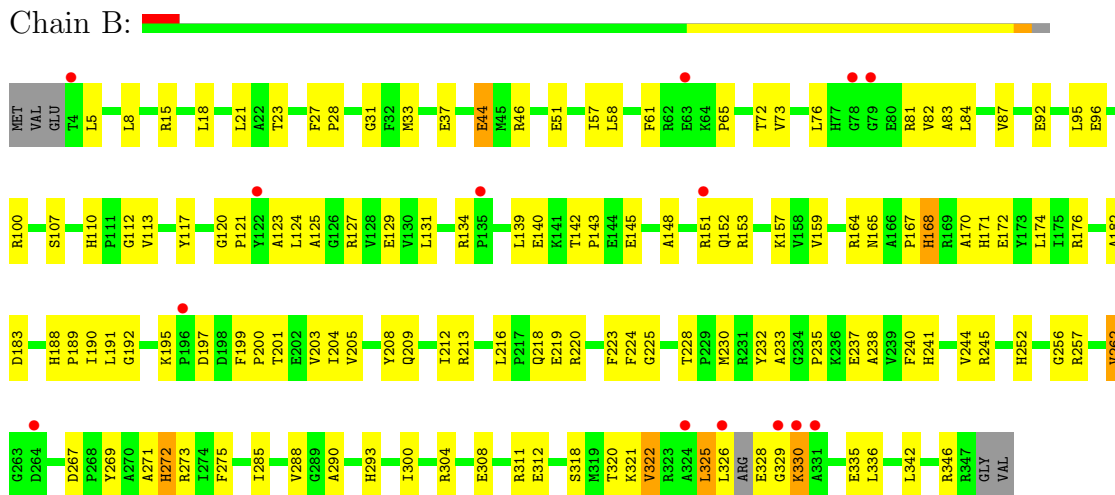 Chain B:
MET VAL GLU T4 L5 L8 R15 L18 L21 A22 T23 F27 P28 G31 F32 M33 E37 E44 M45 R46 E51 I57 L58 F61 R62 E63 K64 P65 T72 V73 L76 H77 G78 G79 E80 R81 V82 A83 L84 V87 E92 L95 E96
R100 S107 H110 P111 G112 V113 Y117 G120 P121 Y122 A123 L124 A125 G126 R127 V128 E129 V130 L131 R134 P135 L139 E140 K141 T142 P143 E144 E145 A148 R151 Q152 R153 K157 V158 V159 R164 N165 A166 P167 H168 R169 A170 H171 E172 Y173 L174 I175 R176 A182
D183 H188 P189 I190 L191 G192 K195 P196 D197 D198 F199 P200 T201 E202 V203 I204 V205 Y208 Q209 I212 R213 L216 P217 Q218 E219 R220 F223 F224 G225 T228 P229 M230 R231 Y232 A233 G234 P235 K236 E237 A238 V239 F240 H241 V244 R245 H252 G256 R257
G263 D264 D267 P268 Y269 A270 A271 H272 R273 I274 F275 I285 V288 G289 A290 H293 I300 R304 E308 R311 E312 S318 M319 T320 K321 V322 R323 A324 L325 L326 ARG E328 G329 K330 A331 E335 L336 L342 R346 R347 GLY VAL